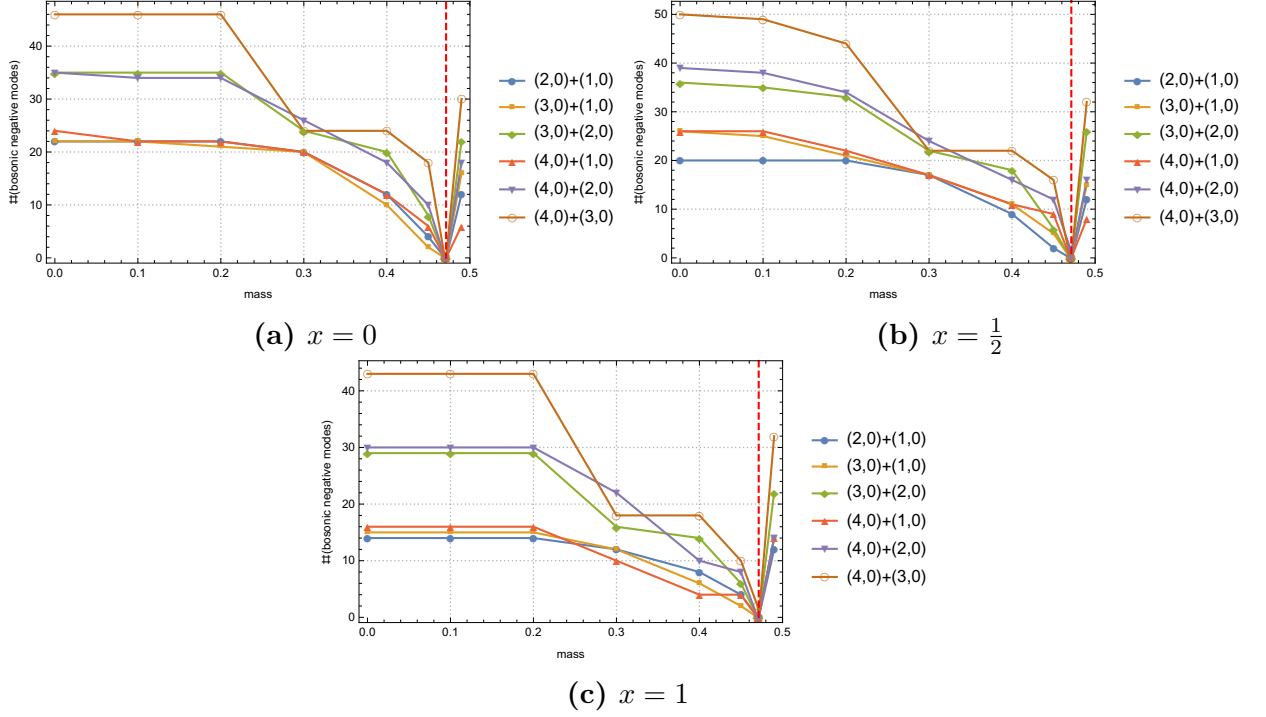 #(bosonic negative modes)
40
30
20
10
0
0.0 0.1 0.2 0.3 0.4 0.5
mass
(2,0)+(1,0)
(3,0)+(1,0)
(3,0)+(2,0)
(4,0)+(1,0)
(4,0)+(2,0)
(4,0)+(3,0)
(a) x = 0
#(bosonic negative modes)
50
40
30
20
10
0
0.0 0.1 0.2 0.3 0.4 0.5
mass
(2,0)+(1,0)
(3,0)+(1,0)
(3,0)+(2,0)
(4,0)+(1,0)
(4,0)+(2,0)
(4,0)+(3,0)
(b) x = 1/2
#(bosonic negative modes)
40
30
20
10
0
0.0 0.1 0.2 0.3 0.4 0.5
mass
(2,0)+(1,0)
(3,0)+(1,0)
(3,0)+(2,0)
(4,0)+(1,0)
(4,0)+(2,0)
(4,0)+(3,0)
(c) x = 1